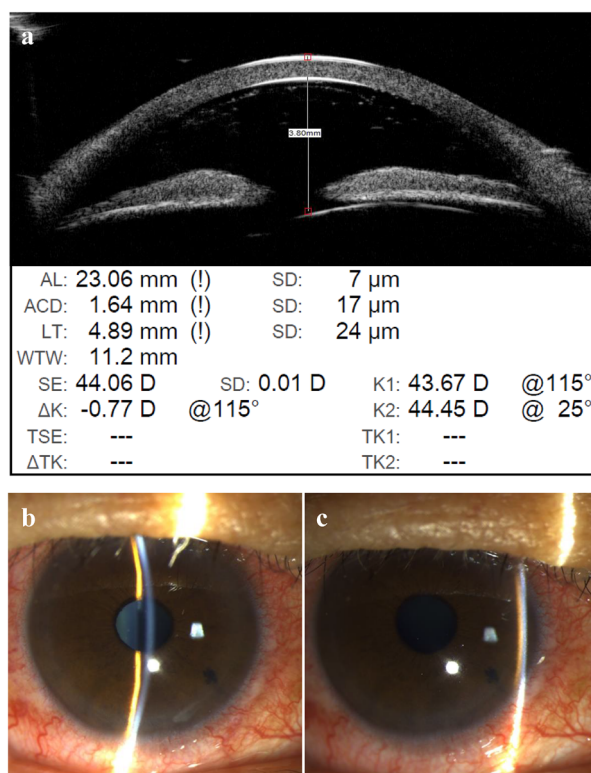 a
3.80mm
AL: 23.06 mm (!) SD: 7 µm
ACD: 1.64 mm (!) SD: 17 µm
LT: 4.89 mm (!) SD: 24 µm
WTW: 11.2 mm
SE: 44.06 D SD: 0.01 D K1: 43.67 D @115°
ΔK: -0.77 D @115° K2: 44.45 D @ 25°
TSE: --- TK1: ---
ΔTK: --- TK2: ---
b c